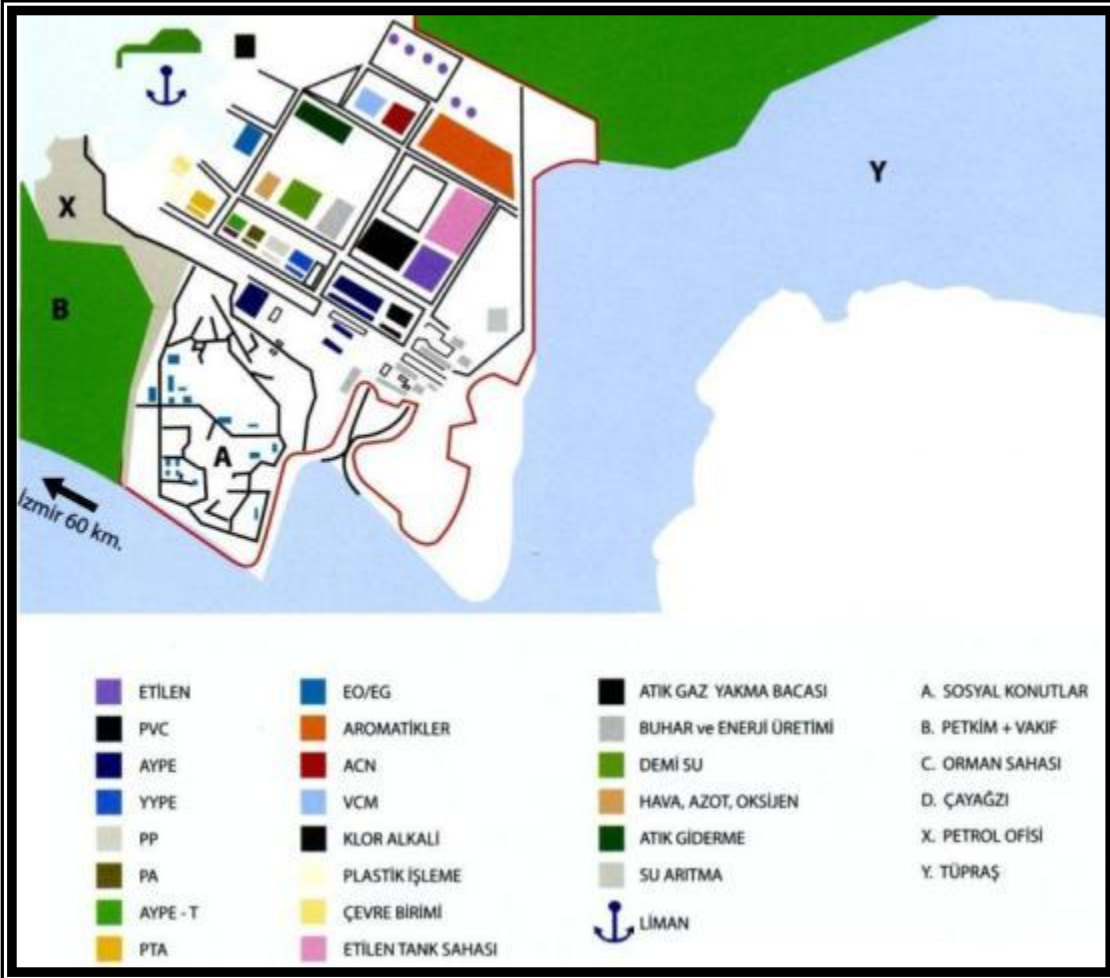 X
Y
B
A
İzmir 60 km.
ETİLEN
PVC
AYPE
YYPE
PP
PA
AYPE - T
PTA
EO/EG
AROMATİKLER
ACN
VCM
KLOR ALKALİ
PLASTİK İŞLEME
ÇEVRE BİRİMİ
ETİLEN TANK SAHASI
ATIK GAZ YAKMA BACASI
BUHAR ve ENERJİ ÜRETİMİ
DEMİ SU
HAVA, AZOT, OKSİJEN
ATIK GİDERME
SU ARITMA
LİMAN
A. SOSYAL KONUTLAR
B. PETKİM + VAKIF
C. ORMAN SAHASI
D. ÇAYAĞZI
X. PETROL OFİSİ
Y. TÜPRAŞ